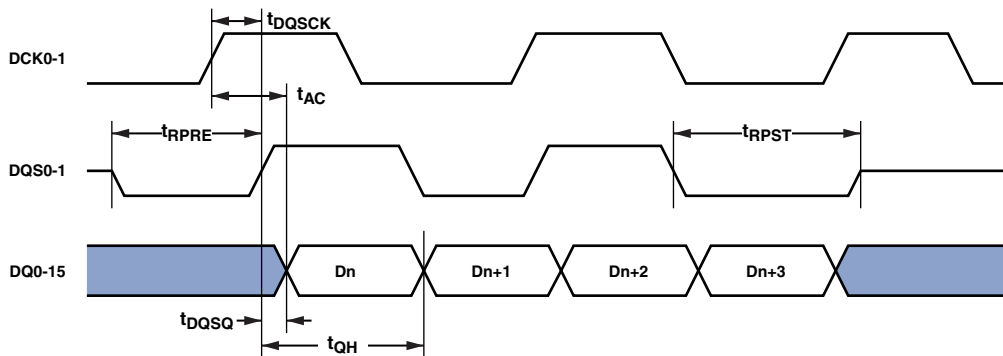 tDQSCK
DCK0-1
tAC
tRPRE
tRPST
DQS0-1
DQ0-15
Dn
Dn+1
Dn+2
Dn+3
tDQSQ
tQH